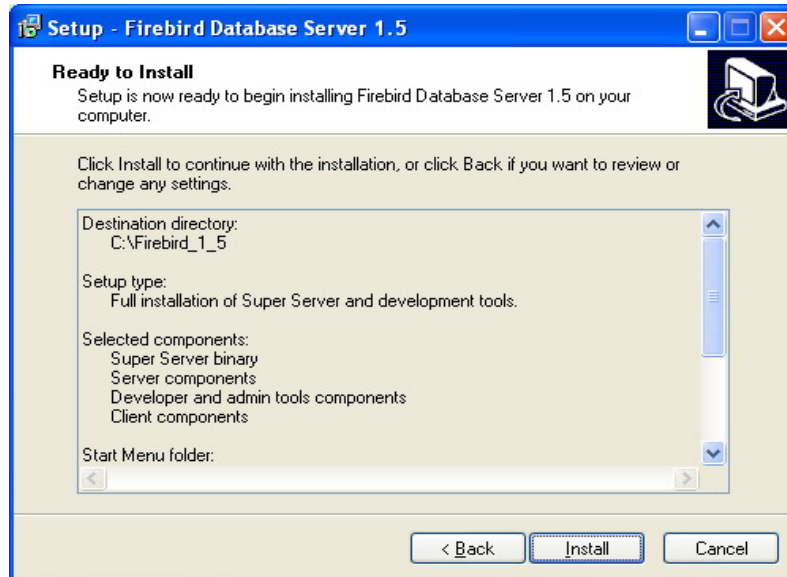 Setup - Firebird Database Server 1.5
Ready to Install
Setup is now ready to begin installing Firebird Database Server 1.5 on your
computer.
Click Install to continue with the installation, or click Back if you want to review or
change any settings.
Destination directory:
C:\Firebird_1_5
Setup type:
Full installation of Super Server and development tools.
Selected components:
Super Server binary
Server components
Developer and admin tools components
Client components
Start Menu folder:
< Back
Install
Cancel